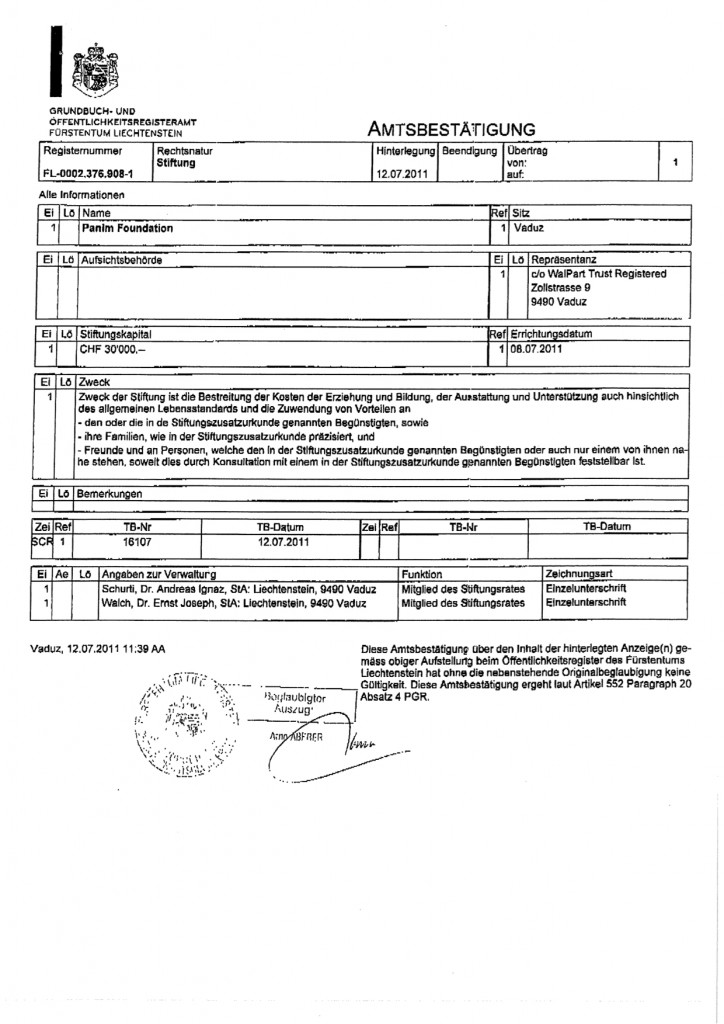 GRUNDBUCH- UND
ÖFFENTLICHKEITSREGISTERAMT
FÜRSTENTUM LIECHTENSTEIN
AMTSBESTÄTIGUNG
Registernummer Rechtsnatur Hinterlegung Beendigung Übertrag
Stiftung von: 1
FL-0002.376.908-1 12.07.2011 auf:
Alle Informationen
Ei Lö Name Ref Sitz
1 Panim Foundation 1 Vaduz
Ei Lö Aufsichtsbehörde Ei Lö Repräsentanz
1 c/o WalPart Trust Registered
Zollstrasse 9
9490 Vaduz
Ei Lö Stiftungskapital Ref Errichtungsdatum
1 CHF 30'000.-- 1 08.07.2011
Ei Lö Zweck
1 Zweck der Stiftung ist die Bestreitung der Kosten der Erziehung und Bildung, der Ausstattung und Unterstützung auch hinsichtlich
des allgemeinen Lebensstandards und die Zuwendung von Vorteilen an
- den oder die in de Stiftungszusatzurkunde genannten Begünstigten, sowie
- ihre Familien, wie in der Stiftungszusatzurkunde präzisiert, und
- Freunde und an Personen, welche den in der Stiftungszusatzurkunde genannten Begünstigten oder auch nur einem von ihnen na-
he stehen, soweit dies durch Konsultation mit einem in der Stiftungszusatzurkunde genannten Begünstigten feststellbar ist.
Ei Lö Bemerkungen
Zei Ref TB-Nr TB-Datum Zei Ref TB-Nr TB-Datum
SCR 1 16107 12.07.2011
Ei Ae Lö Angaben zur Verwaltung Funktion Zeichnungsart
1 Schurti, Dr. Andreas Ignaz, StA: Liechtenstein, 9490 Vaduz Mitglied des Stiftungsrates Einzelunterschrift
1 Walch, Dr. Ernst Joseph, StA: Liechtenstein, 9490 Vaduz Mitglied des Stiftungsrates Einzelunterschrift
Vaduz, 12.07.2011 11:39 AA
Diese Amtsbestätigung über den Inhalt der hinterlegten Anzeige(n) ge-
mäss obiger Aufstellung beim Öffentlichkeitsregister des Fürstentums
Liechtenstein hat ohne die nebenstehende Originalbeglaubigung keine
Gültigkeit. Diese Amtsbestätigung ergeht laut Artikel 552 Paragraph 20
Absatz 4 PGR.
Beglaubigter
Auszug